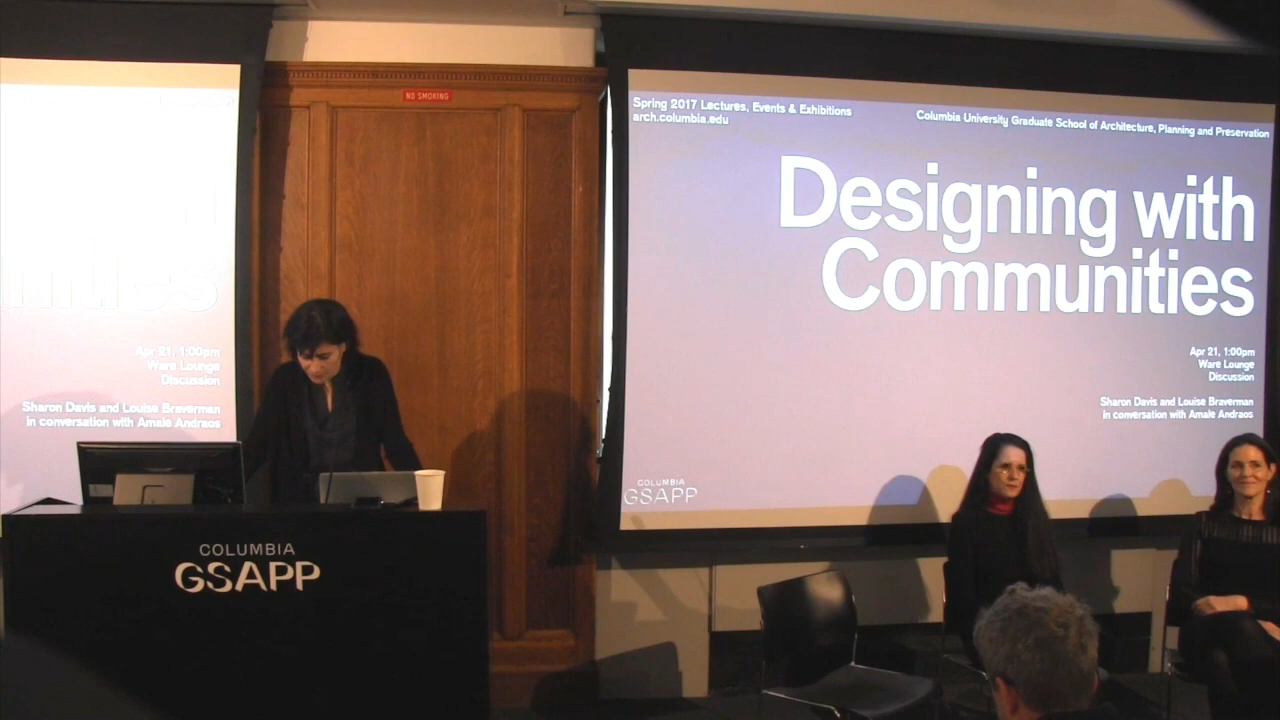 NO SMOKING
Spring 2017 Lectures, Events & Exhibitions
arch.columbia.edu
Columbia University Graduate School of Architecture, Planning and Preservation
Designing with
Communities
Apr 21, 1:00pm
Ware Lounge
Discussion
Sharon Davis and Louise Braverman
in conversation with Amale Andraos
COLUMBIA
GSAPP
Apr 21, 1:00pm
Ware Lounge
Discussion
Sharon Davis and Louise Braverman
in conversation with Amale Andraos
COLUMBIA
GSAPP